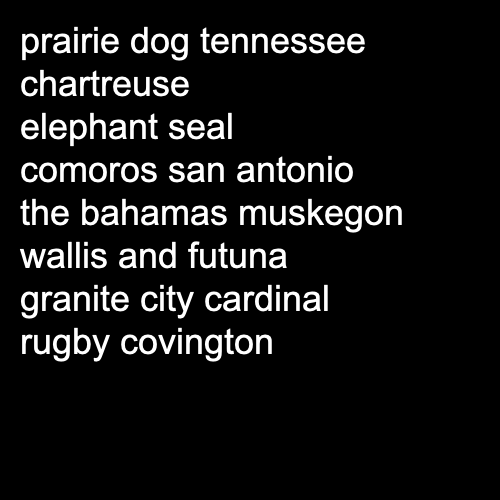 prairie dog tennessee
chartreuse
elephant seal
comoros san antonio
the bahamas muskegon
wallis and futuna
granite city cardinal
rugby covington